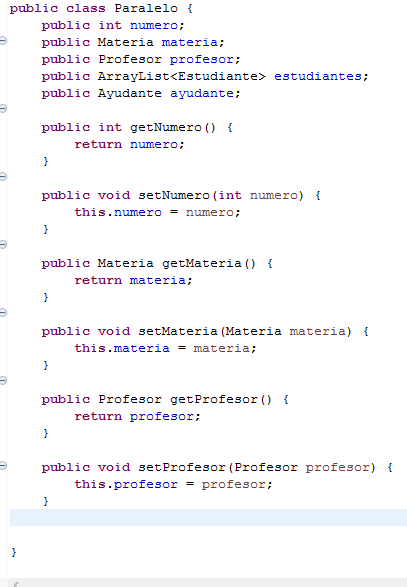 public class Paralelo {
    public int numero;
    public Materia materia;
    public Profesor profesor;
    public ArrayList<Estudiante> estudiantes;
    public Ayudante ayudante;

    public int getNumero() {
        return numero;
    }

    public void setNumero(int numero) {
        this.numero = numero;
    }

    public Materia getMateria() {
        return materia;
    }

    public void setMateria(Materia materia) {
        this.materia = materia;
    }

    public Profesor getProfesor() {
        return profesor;
    }

    public void setProfesor(Profesor profesor) {
        this.profesor = profesor;
    }

}